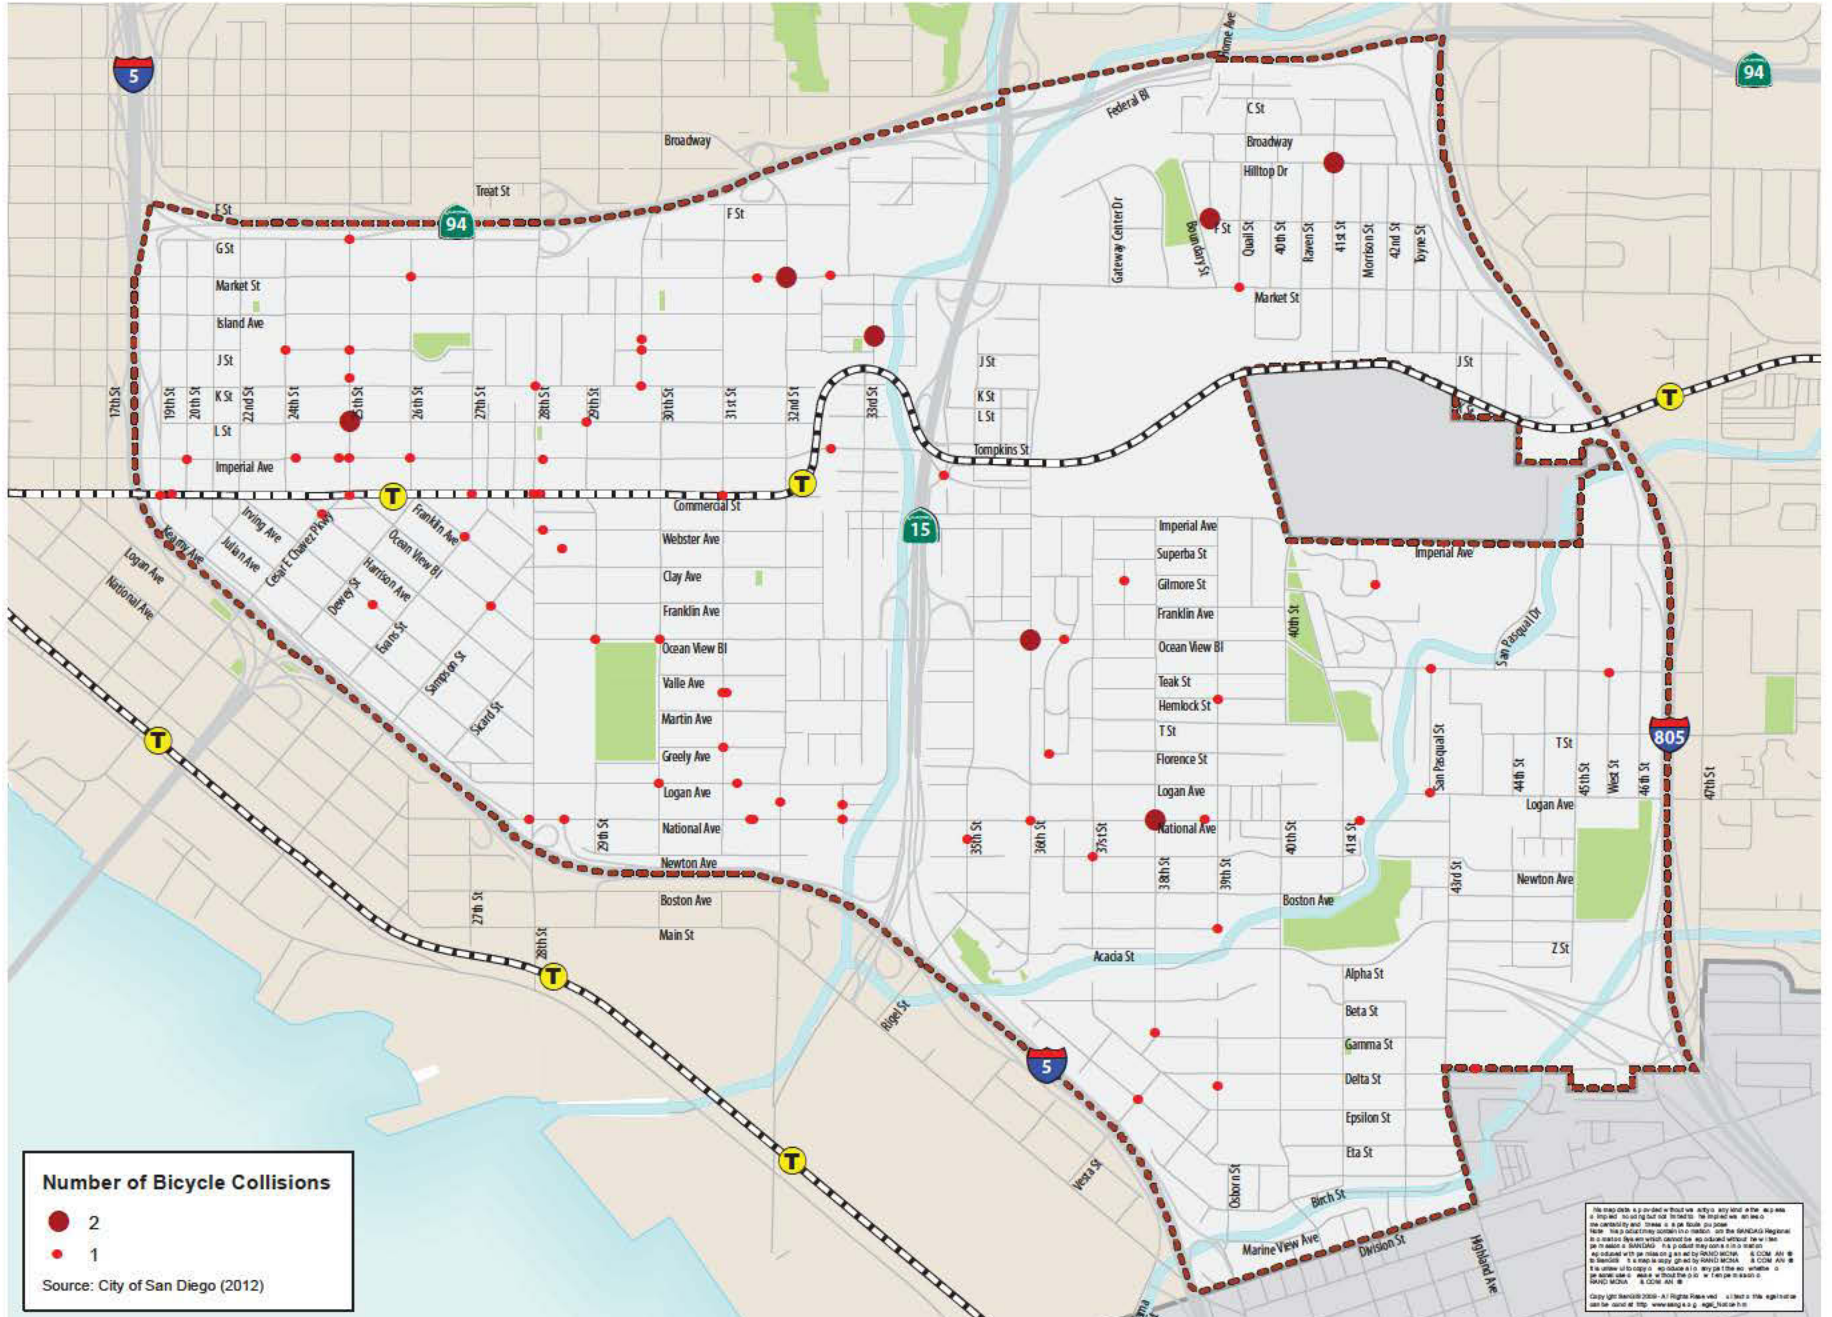 5
94
Home Ave
Federal Bl
C St
Broadway
Broadway
Hilltop Dr
Treat St
F St
F St
94
G St
F St
Gateway Center Dr
Boundary St
Quail St
40th St
Raven St
41st St
Morrison St
42nd St
Toyne St
Market St
Market St
Island Ave
J St
J St
J St
K St
K St
L St
L St
17th St
19th St
20th St
22nd St
24th St
25th St
26th St
27th St
28th St
29th St
30th St
31st St
32nd St
33rd St
T
Tompkins St
Imperial Ave
T
T
Commercial St
15
Imperial Ave
Imperial Ave
Irving Ave
Julian Ave
Kearny Ave
Cesar E Chavez Pkwy
Franklin Ave
Ocean View Bl
Harrison Ave
Dewey St
Evans St
Sampson St
Sicard St
Logan Ave
National Ave
Webster Ave
Clay Ave
Franklin Ave
Ocean View Bl
Valle Ave
Martin Ave
Greely Ave
Logan Ave
National Ave
Newton Ave
Boston Ave
Main St
Superba St
Gilmore St
Franklin Ave
Ocean View Bl
Teak St
Hemlock St
T St
Florence St
Logan Ave
National Ave
40th St
San Pasqual Dr
San Pasqual St
T St
44th St
45th St
West St
46th St
47th St
805
Logan Ave
T
29th St
35th St
36th St
37st St
38th St
39th St
40th St
41st St
43rd St
Newton Ave
Boston Ave
27th St
28th St
T
Z St
Acacia St
Alpha St
Beta St
Gamma St
Delta St
Epsilon St
Eta St
Rigel St
5
T
Vesta St
Osborn St
Birch St
Marine View Ave
Division St
Highland Ave
Number of Bicycle Collisions
2
1
Source: City of San Diego (2012)